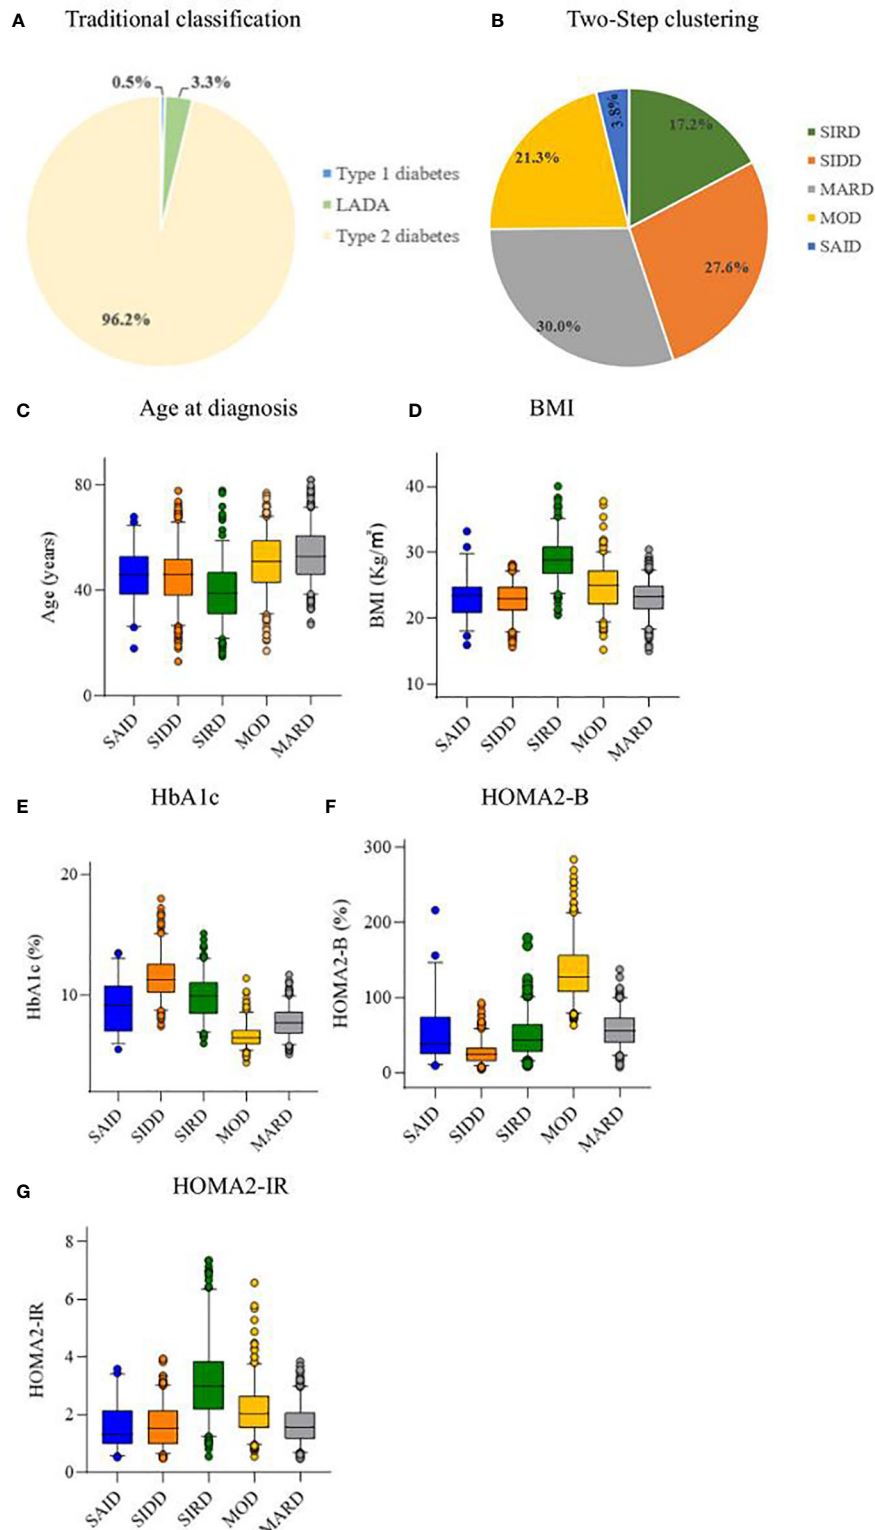 A Traditional classification
B Two-Step clustering
0.5% 3.3%
96.2%
Type 1 diabetes
LADA
Type 2 diabetes
3.8%
17.2%
21.3%
27.6%
30.0%
SIRD
SIDD
MARD
MOD
SAID
C Age at diagnosis
Age (years)
80
40
0
SAID SIDD SIRD MOD MARD
D BMI
BMI (Kg/m²)
40
30
20
10
SAID SIDD SIRD MOD MARD
E HbA1c
HbA1c (%)
20
10
SAID SIDD SIRD MOD MARD
F HOMA2-B
HOMA2-B (%)
300
200
100
0
SAID SIDD SIRD MOD MARD
G HOMA2-IR
HOMA2-IR
8
6
4
2
0
SAID SIDD SIRD MOD MARD